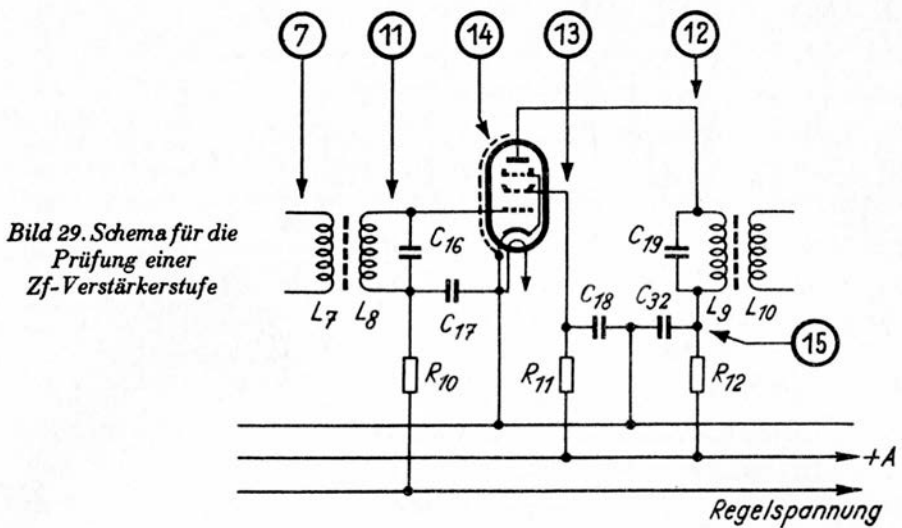 7 11 14 13 12
Bild 29. Schema für die
Prüfung einer
Zf-Verstärkerstufe
C16
C19
L7 L8
C17
C18 C32
L9 L10
15
R10
R11
R12
+A
Regelspannung